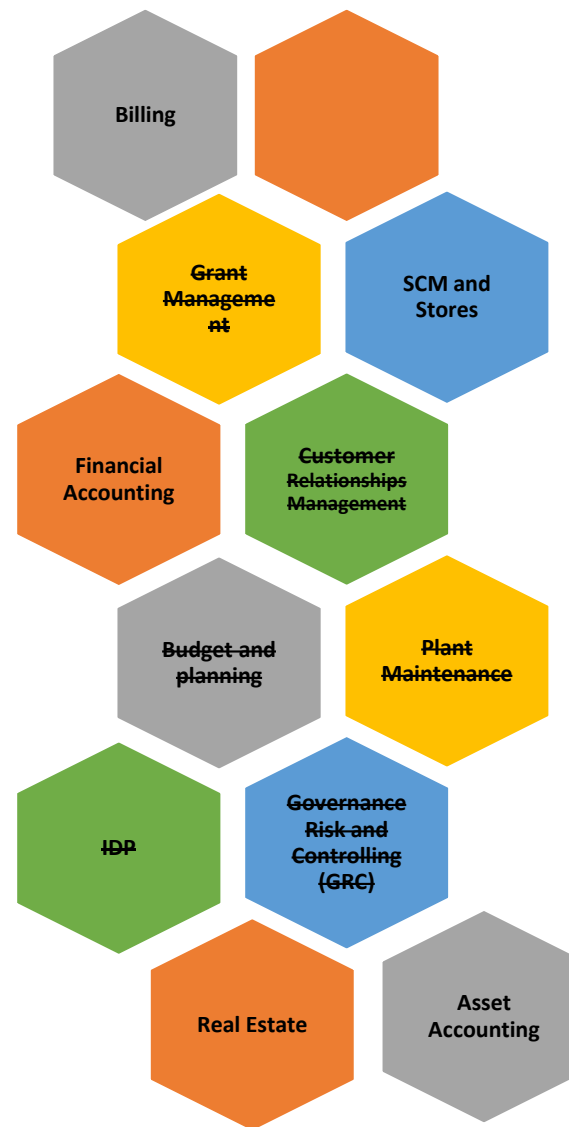 Billing
Grant
Manageme
nt
SCM and
Stores
Financial
Accounting
Customer
Relationships
Management
Budget and
planning
Plant
Maintenance
IDP
Governance
Risk and
Controlling
(GRC)
Real Estate
Asset
Accounting